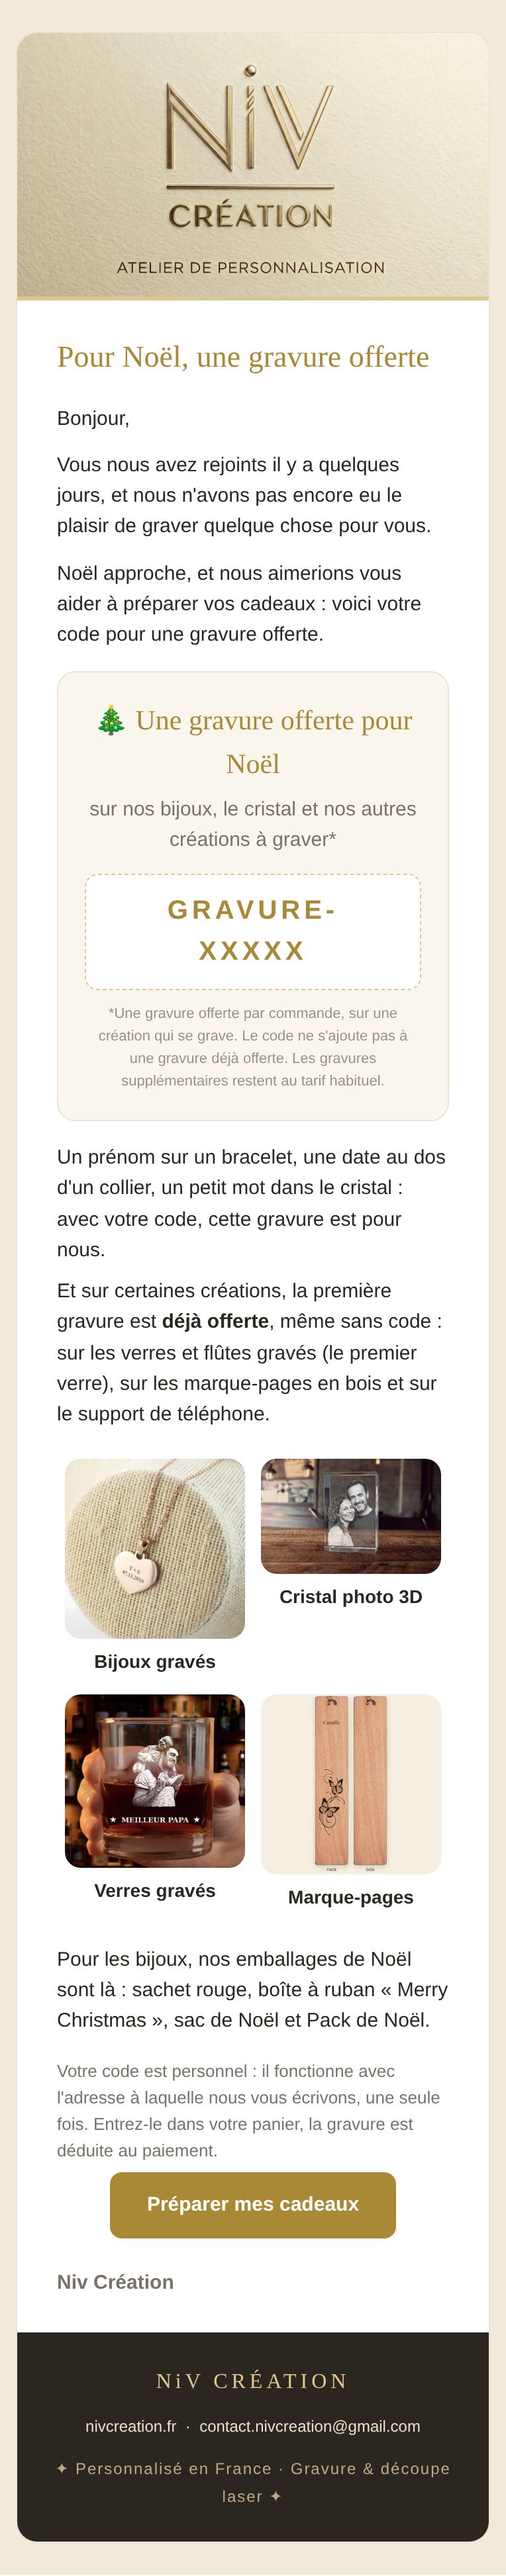 NiV
CRÉATION
ATELIER DE PERSONNALISATION
Pour Noël, une gravure offerte
Bonjour,
Vous nous avez rejoints il y a quelques
jours, et nous n'avons pas encore eu le
plaisir de graver quelque chose pour vous.
Noël approche, et nous aimerions vous
aider à préparer vos cadeaux : voici votre
code pour une gravure offerte.
🎄 Une gravure offerte pour
Noël
sur nos bijoux, le cristal et nos autres
créations à graver*
GRAVURE-
XXXXX
*Une gravure offerte par commande, sur une
création qui se grave. Le code ne s'ajoute pas à
une gravure déjà offerte. Les gravures
supplémentaires restent au tarif habituel.
Un prénom sur un bracelet, une date au dos
d'un collier, un petit mot dans le cristal :
avec votre code, cette gravure est pour
nous.
Et sur certaines créations, la première
gravure est déjà offerte, même sans code :
sur les verres et flûtes gravés (le premier
verre), sur les marque-pages en bois et sur
le support de téléphone.
Bijoux gravés
Cristal photo 3D
★ MEILLEUR PAPA ★
Verres gravés
FACE
DOS
Marque-pages
Pour les bijoux, nos emballages de Noël
sont là : sachet rouge, boîte à ruban « Merry
Christmas », sac de Noël et Pack de Noël.
Votre code est personnel : il fonctionne avec
l'adresse à laquelle nous vous écrivons, une seule
fois. Entrez-le dans votre panier, la gravure est
déduite au paiement.
Préparer mes cadeaux
Niv Création
NiV CRÉATION
nivcreation.fr · contact.nivcreation@gmail.com
✦ Personnalisé en France · Gravure & découpe
laser ✦